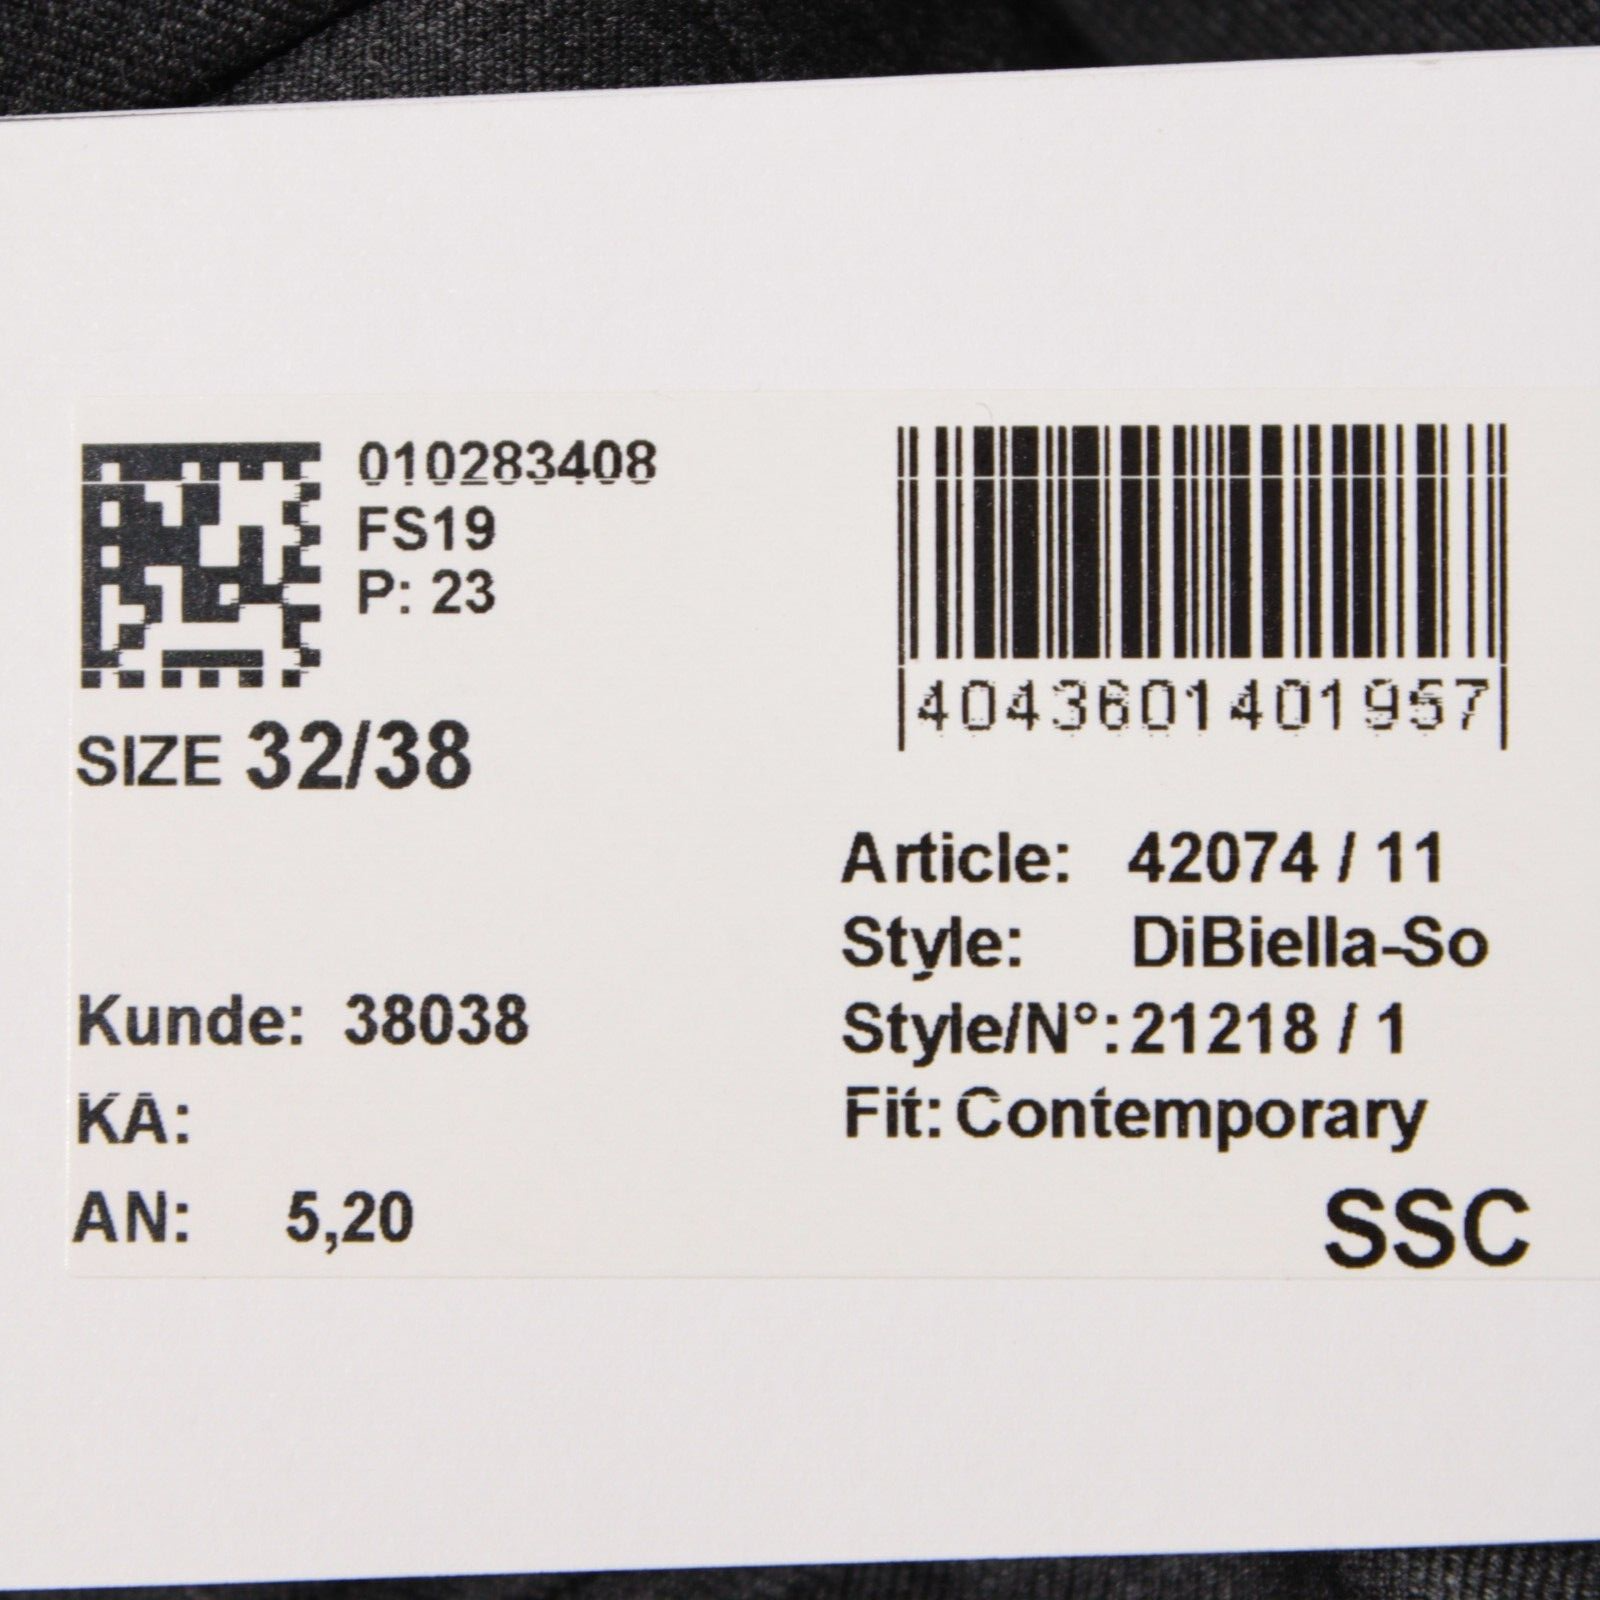 010283408
FS19
P: 23
SIZE 32/38
Kunde: 38038
KA:
AN: 5,20
4043601401957
Article: 42074 / 11
Style: DiBiella-So
Style/N°: 21218 / 1
Fit: Contemporary
SSC